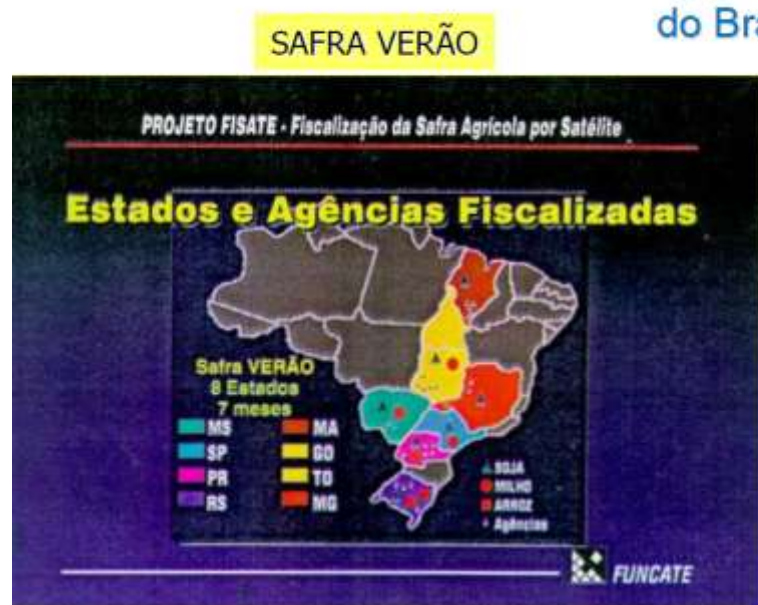 do Bra
SAFRA VERÃO
PROJETO FISATE - Fiscalização da Safra Agrícola por Satélite
Estados e Agências Fiscalizadas
Safra VERÃO
8 Estados
7 meses
MS MA
SP GO
PR TO
RS MG
SOJA
MILHO
ARROZ
Agências
FUNCATE